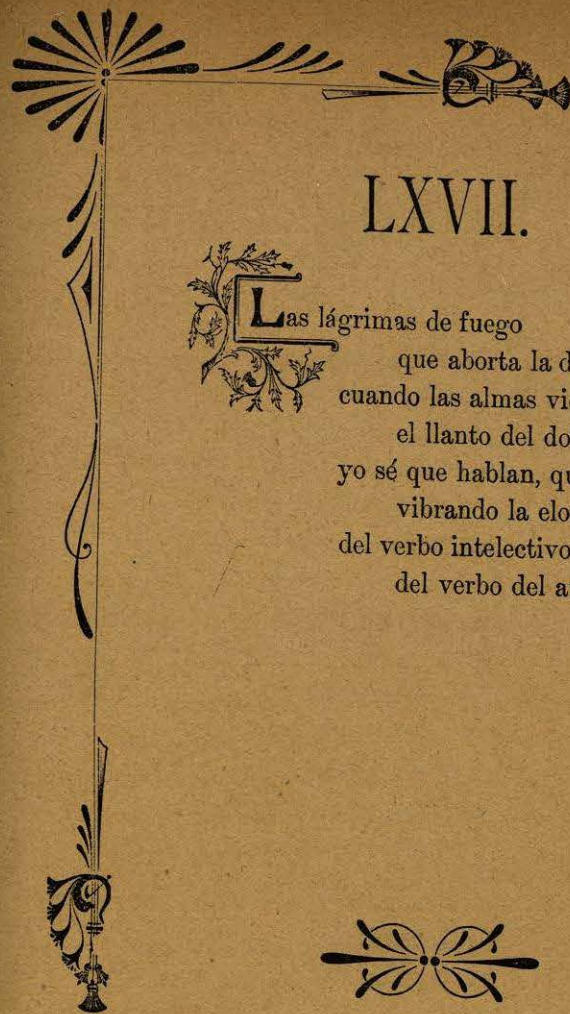 LXVII.
Las lágrimas de fuego
que aborta la
cuando las almas
el llanto del
yo sé que hablan,
vibrando la
del verbo intelectivo
del verbo del